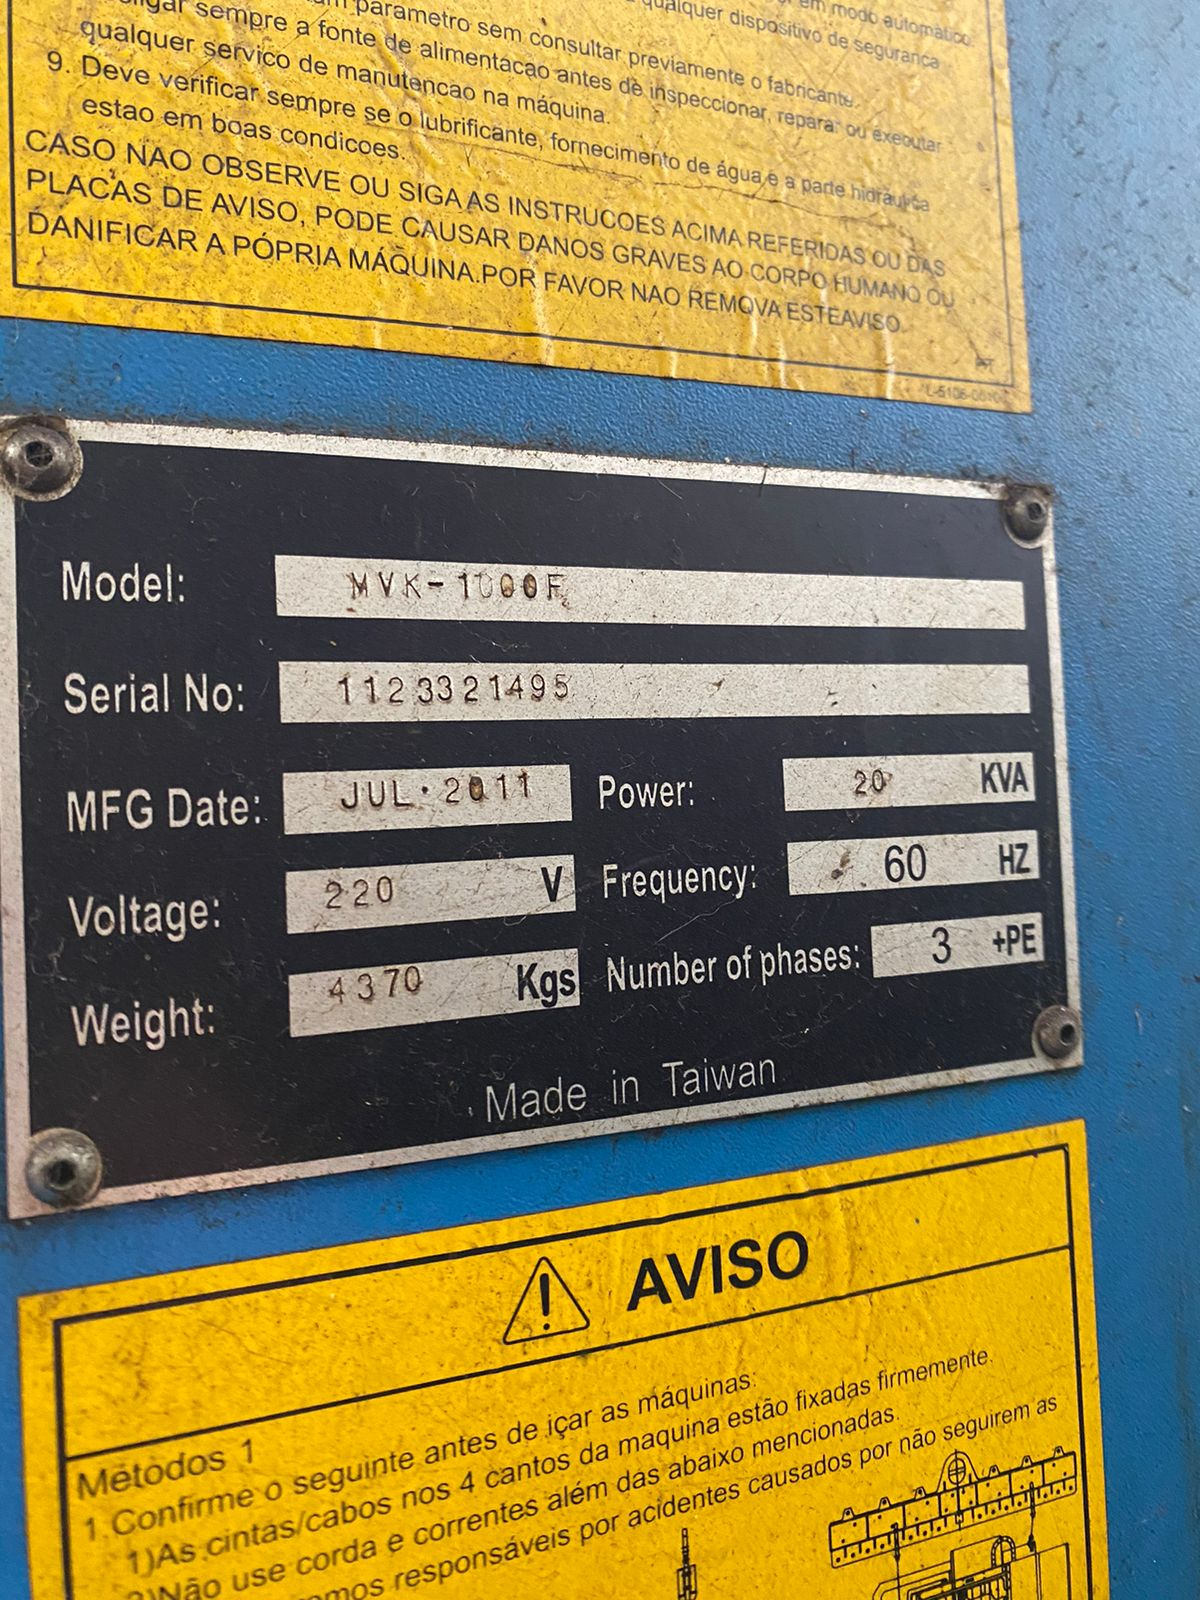 em modo automático.
qualquer dispositivo de segurança
parametro sem consultar previamente o fabricante.
sempre a fonte de alimentacao antes de inspeccionar, reparar ou executar
qualquer servico de manutencao na máquina.
9. Deve verificar sempre se o lubrificante, fornecimento de água e a parte hidráulica
estao em boas condicoes.
CASO NAO OBSERVE OU SIGA AS INSTRUCOES ACIMA REFERIDAS OU DAS
PLACAS DE AVISO, PODE CAUSAR DANOS GRAVES AO CORPO HUMANO OU
DANIFICAR A PÓPRIA MÁQUINA.POR FAVOR NAO REMOVA ESTEAVISO.
Model: MVK-1000F
Serial No: 1123321495
MFG Date: JUL·2011 Power: 20 KVA
Voltage: 220 V Frequency: 60 HZ
Weight: 4370 Kgs Number of phases: 3 +PE
Made in Taiwan
AVISO
Métodos 1
1.Confirme o seguinte antes de içar as máquinas:
1)As cintas/cabos nos 4 cantos da maquina estão fixadas firmemente.
2)Não use corda e correntes além das abaixo mencionadas.
responsáveis por acidentes causados por não seguirem as